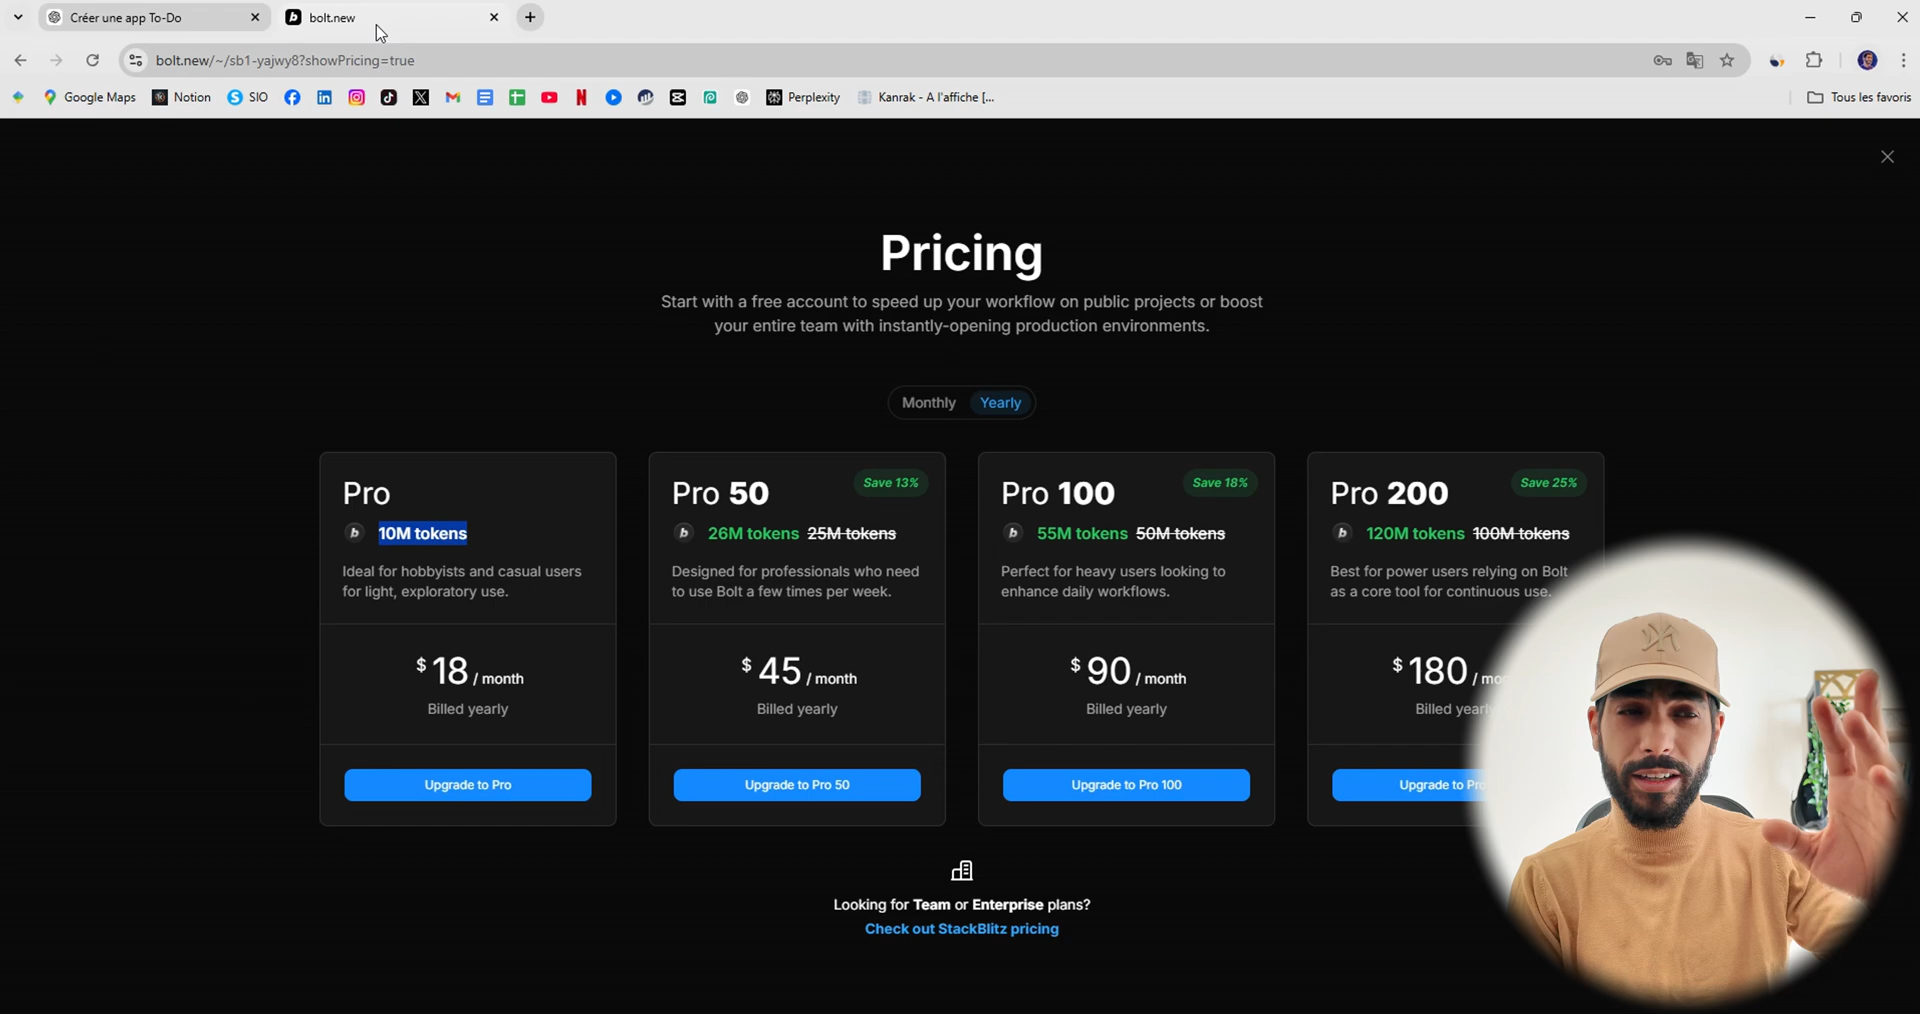 Créer une app To-Do
bolt.new
bolt.new/~/sb1-yajwy8?showPricing=true
Google Maps
Notion
SIO
Perplexity
Kanrak - A l'affiche [...
Tous les favoris
Pricing
Start with a free account to speed up your workflow on public projects or boost
your entire team with instantly-opening production environments.
Monthly
Yearly
Pro
10M tokens
Ideal for hobbyists and casual users
for light, exploratory use.
$18 / month
Billed yearly
Upgrade to Pro
Pro 50
Save 13%
26M tokens 25M tokens
Designed for professionals who need
to use Bolt a few times per week.
$45 / month
Billed yearly
Upgrade to Pro 50
Pro 100
Save 18%
55M tokens 50M tokens
Perfect for heavy users looking to
enhance daily workflows.
$90 / month
Billed yearly
Upgrade to Pro 100
Pro 200
Save 25%
120M tokens 100M tokens
Best for power users relying on Bolt
as a core tool for continuous use.
$180 / mo
Billed yearly
Upgrade to Pro
Looking for Team or Enterprise plans?
Check out StackBlitz pricing